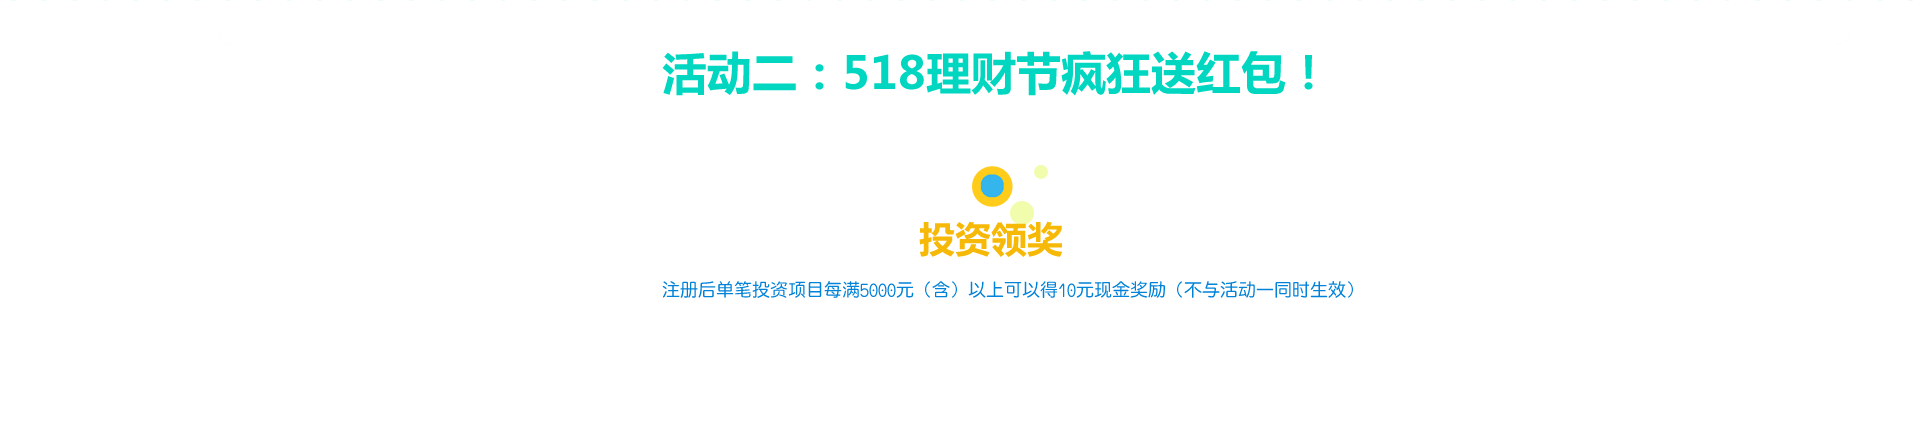 活动二：518理财节疯狂送红包！
投资领奖
注册后单笔投资项目每满5000元（含）以上可以得10元现金奖励（不与活动一同时生效）